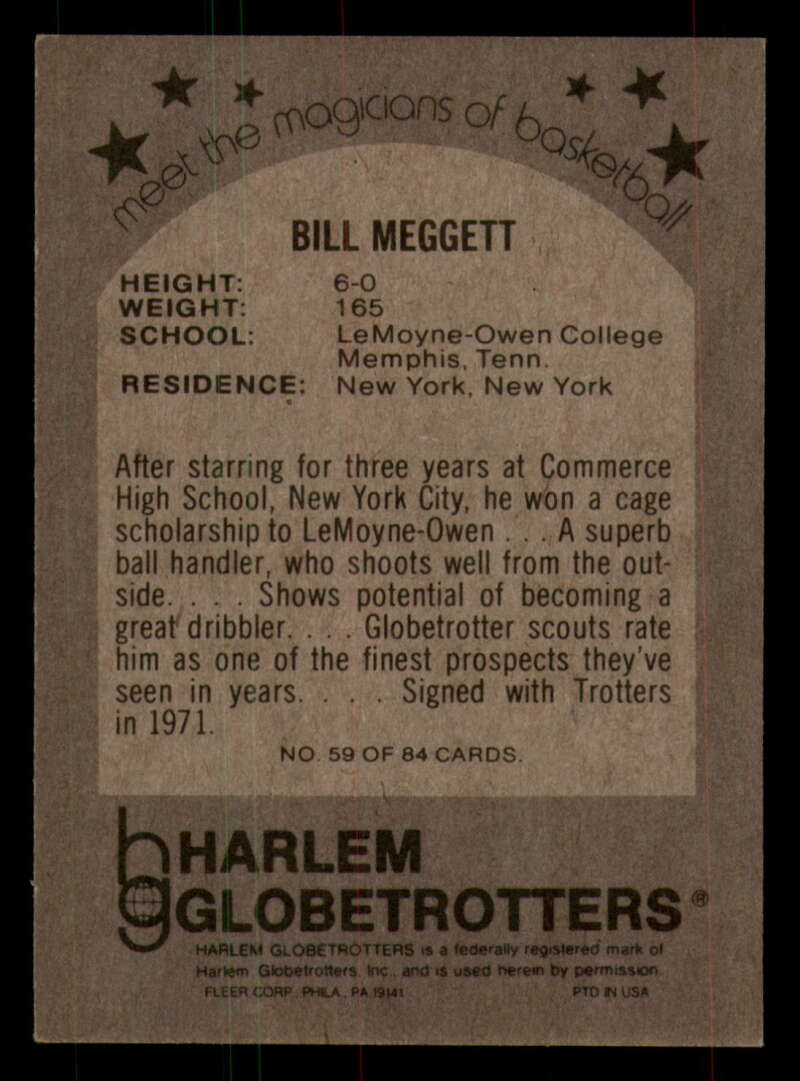 meet the magicians of basketball
BILL MEGGETT
HEIGHT: 6-0
WEIGHT: 165
SCHOOL: LeMoyne-Owen College
Memphis, Tenn.
RESIDENCE: New York, New York
After starring for three years at Commerce
High School, New York City, he won a cage
scholarship to LeMoyne-Owen . . . A superb
ball handler, who shoots well from the out-
side. . . . Shows potential of becoming a
great dribbler. . . . Globetrotter scouts rate
him as one of the finest prospects they've
seen in years. . . . Signed with Trotters
in 1971.
NO. 59 OF 84 CARDS.
hg HARLEM
GLOBETROTTERS®
HARLEM GLOBETROTTERS is a federally registered mark of
Harlem Globetrotters, Inc., and is used herein by permission
FLEER CORP., PHILA., PA 19141 PTD IN USA